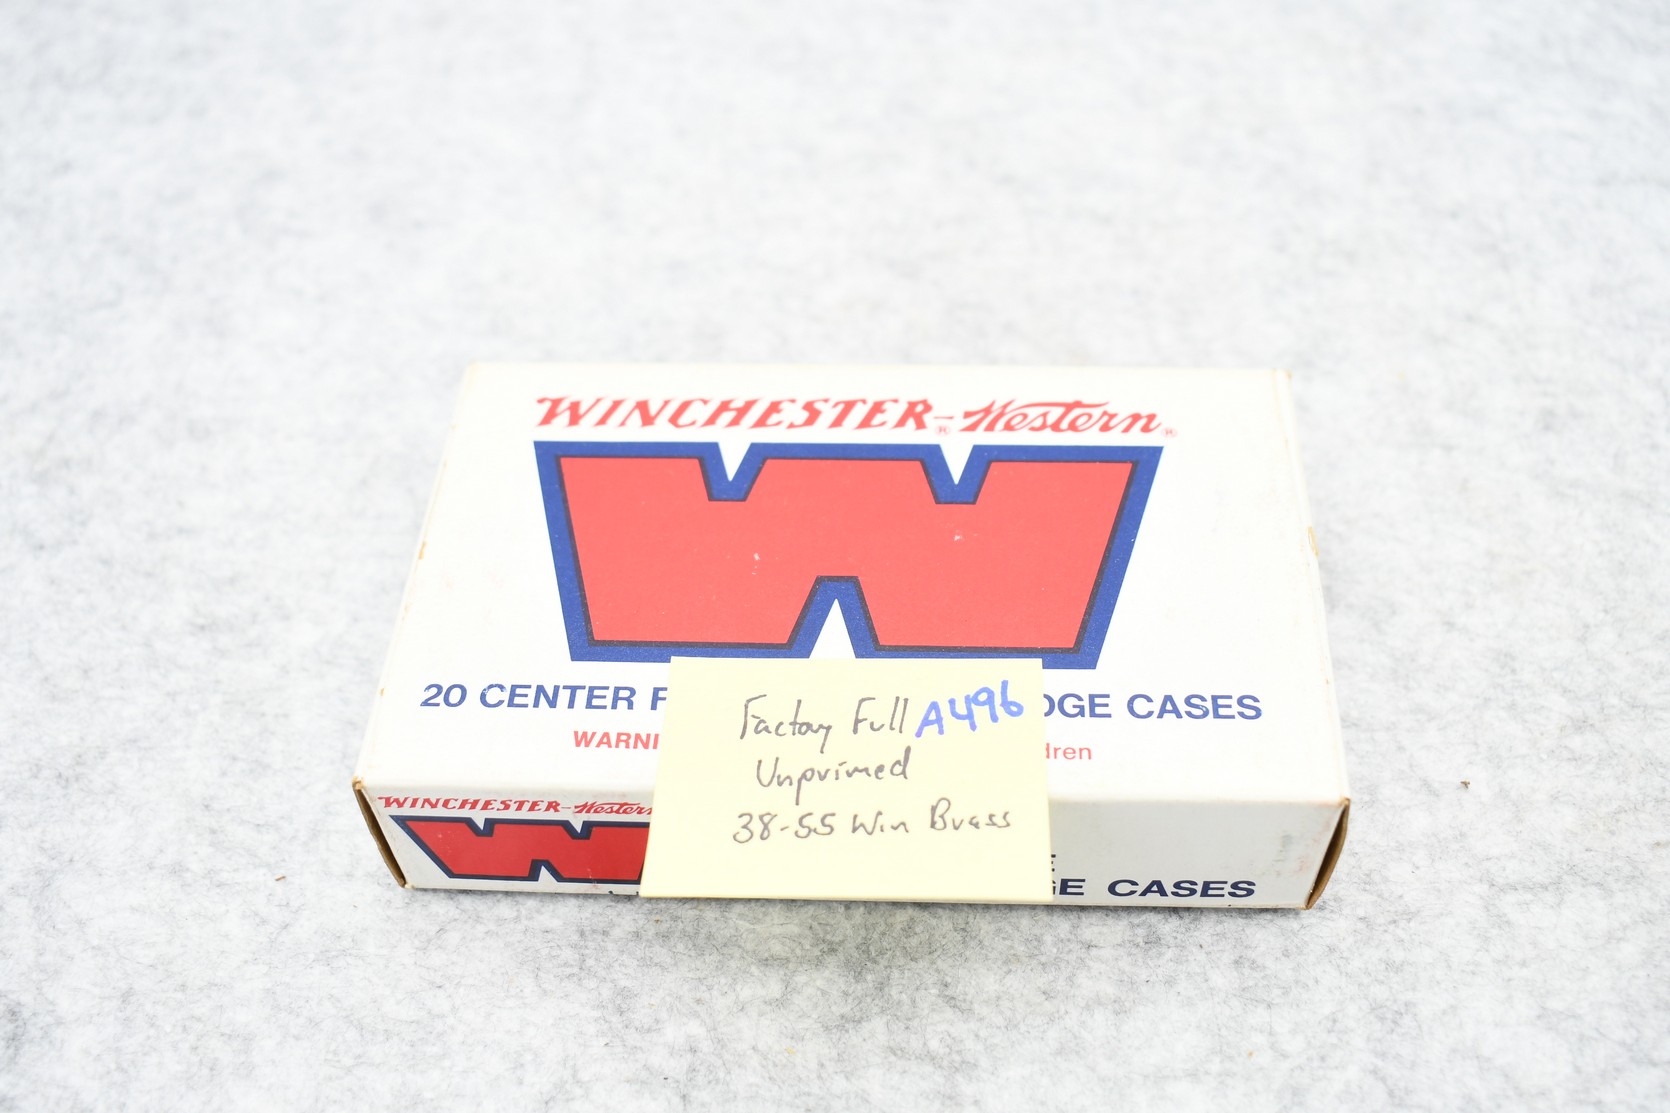 WINCHESTER®-Western®
20 CENTER F
DGE CASES
WARNI
dren
Factory Full A496
Unprimed
38-55 Win Brass
WINCHESTER-Western
E
GE CASES